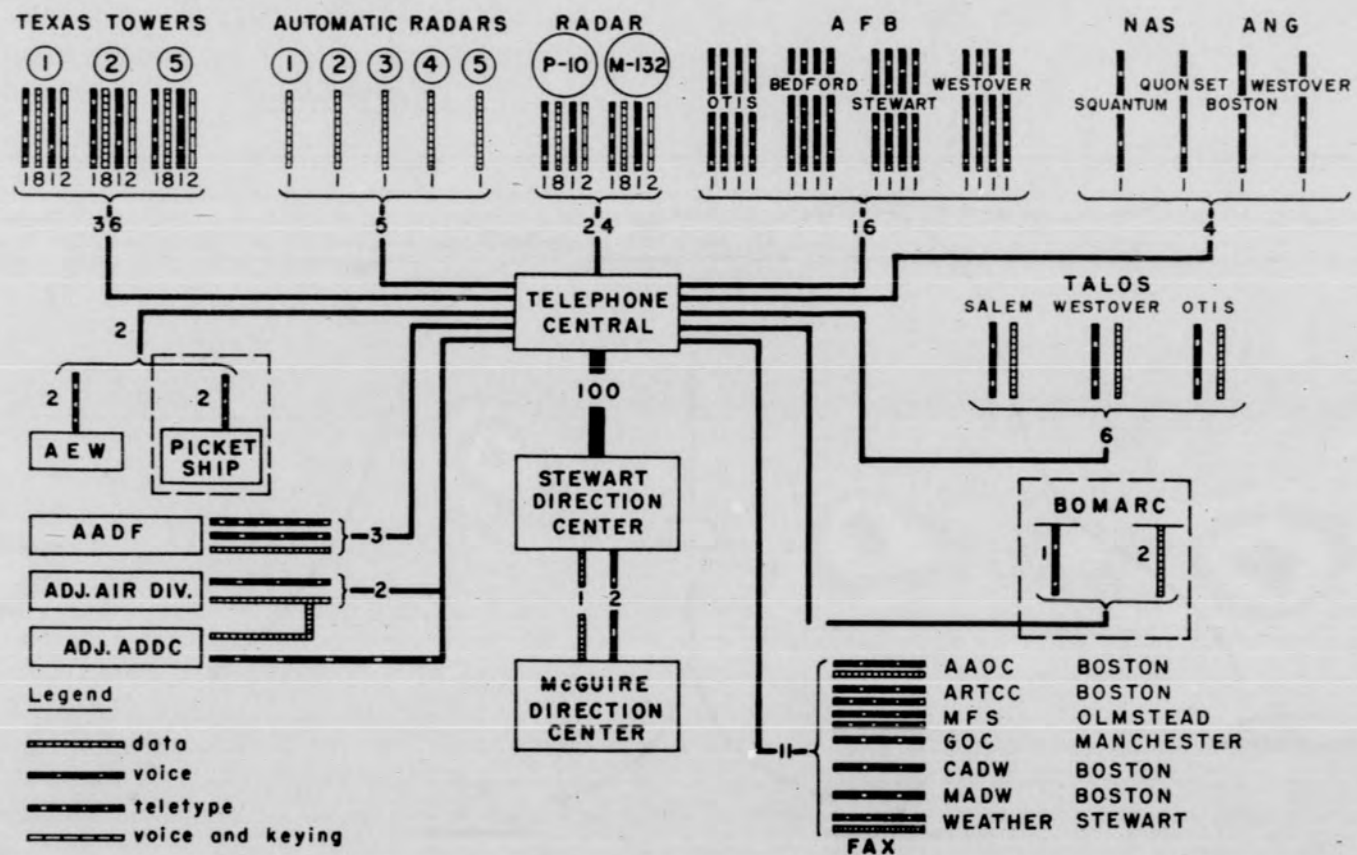 TEXAS TOWERS AUTOMATIC RADARS RADAR AFB NAS ANG
1 2 5 1 2 3 4 5 P-10 M-132
OTIS BEDFORD STEWART WESTOVER
SQUANTUM QUONSET BOSTON WESTOVER
1812 1812 1812 1 1 1 1 1 1812 1812 1111 1111 1111 1111 1 1 1 1
36 5 24 16 4
TELEPHONE
CENTRAL
TALOS
SALEM WESTOVER OTIS
2
100
2 2
AEW
PICKET
SHIP
6
STEWART
DIRECTION
CENTER
BOMARC
1 2
AADF 3
ADJ. AIR DIV. 2
ADJ. ADDC
1 2
McGUIRE
DIRECTION
CENTER
11
AAOC BOSTON
ARTCC BOSTON
MFS OLMSTEAD
GOC MANCHESTER
CADW BOSTON
MADW BOSTON
WEATHER STEWART
FAX
Legend
data
voice
teletype
voice and keying